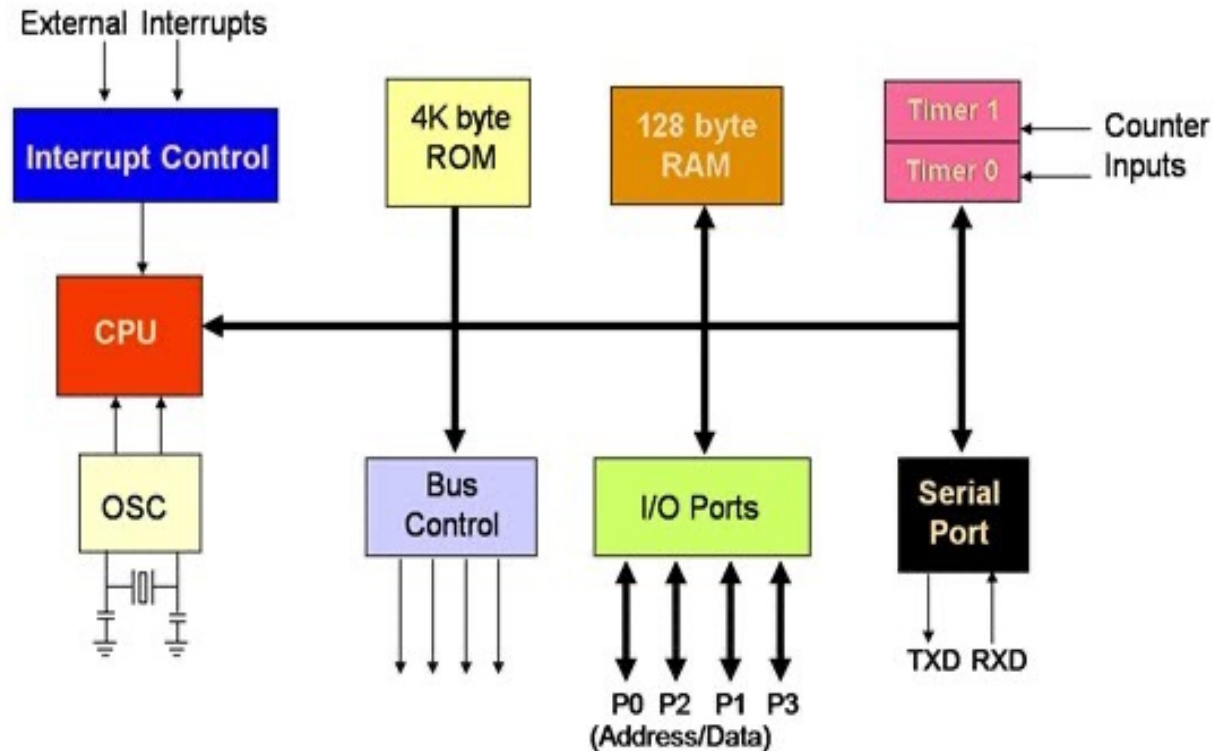 External Interrupts
Interrupt Control
4K byte
ROM
128 byte
RAM
Timer 1
Timer 0
Counter
Inputs
CPU
OSC
Bus
Control
I/O Ports
Serial
Port
TXD RXD
P0 P2 P1 P3
(Address/Data)